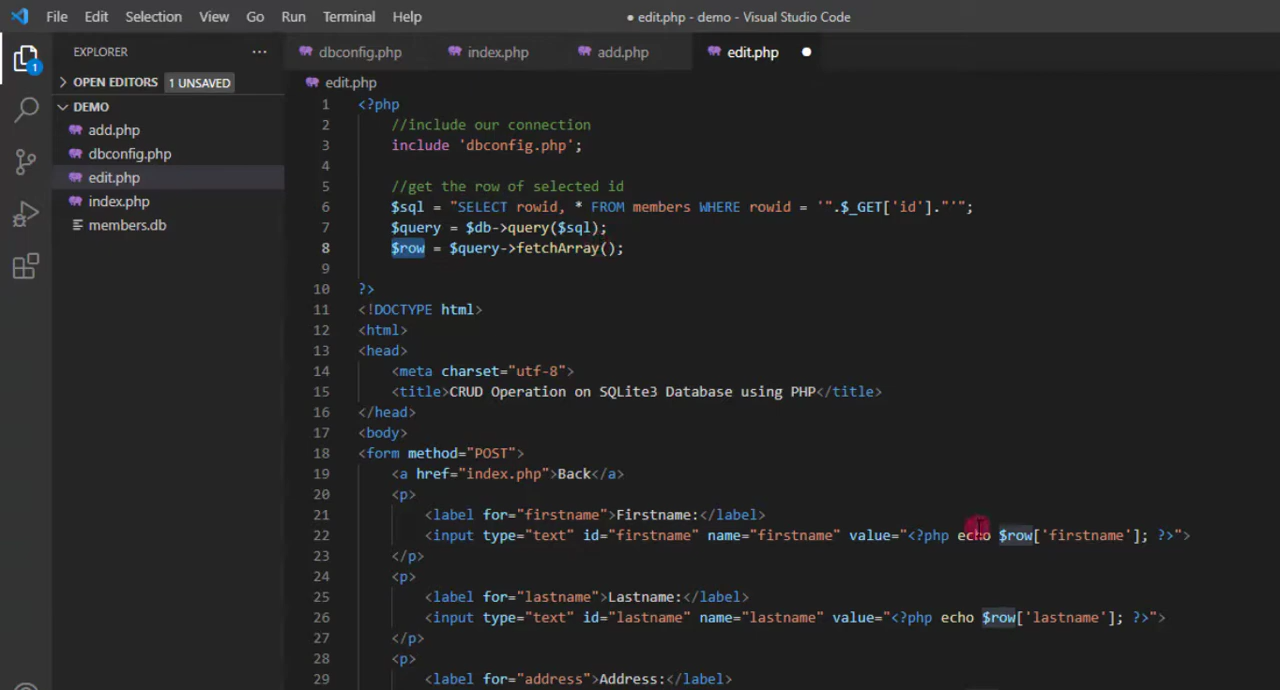 File Edit Selection View Go Run Terminal Help ● edit.php - demo - Visual Studio Code
EXPLORER ··· dbconfig.php index.php add.php edit.php ●
1
OPEN EDITORS 1 UNSAVED
edit.php
DEMO
add.php
dbconfig.php
edit.php
index.php
members.db
1 <?php
2 //include our connection
3 include 'dbconfig.php';
4
5 //get the row of selected id
6 $sql = "SELECT rowid, * FROM members WHERE rowid = '".$_GET['id']."'";
7 $query = $db->query($sql);
8 $row = $query->fetchArray();
9
10 ?>
11 <!DOCTYPE html>
12 <html>
13 <head>
14 <meta charset="utf-8">
15 <title>CRUD Operation on SQLite3 Database using PHP</title>
16 </head>
17 <body>
18 <form method="POST">
19 <a href="index.php">Back</a>
20 <p>
21 <label for="firstname">Firstname:</label>
22 <input type="text" id="firstname" name="firstname" value="<?php echo $row['firstname']; ?>">
23 </p>
24 <p>
25 <label for="lastname">Lastname:</label>
26 <input type="text" id="lastname" name="lastname" value="<?php echo $row['lastname']; ?>">
27 </p>
28 <p>
29 <label for="address">Address:</label>